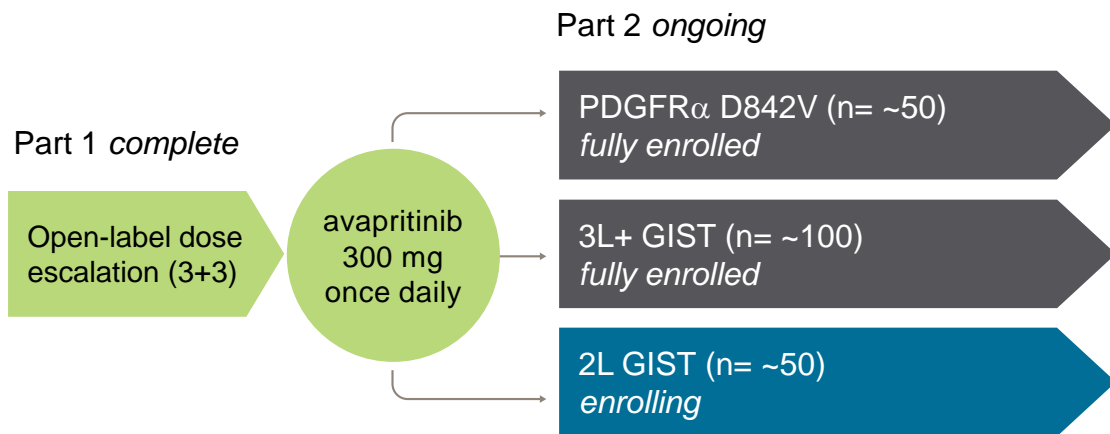 Part 1 complete
Open-label dose
escalation (3+3)
avapritinib
300 mg
once daily
Part 2 ongoing
PDGFRα D842V (n= ~50)
fully enrolled
3L+ GIST (n= ~100)
fully enrolled
2L GIST (n= ~50)
enrolling